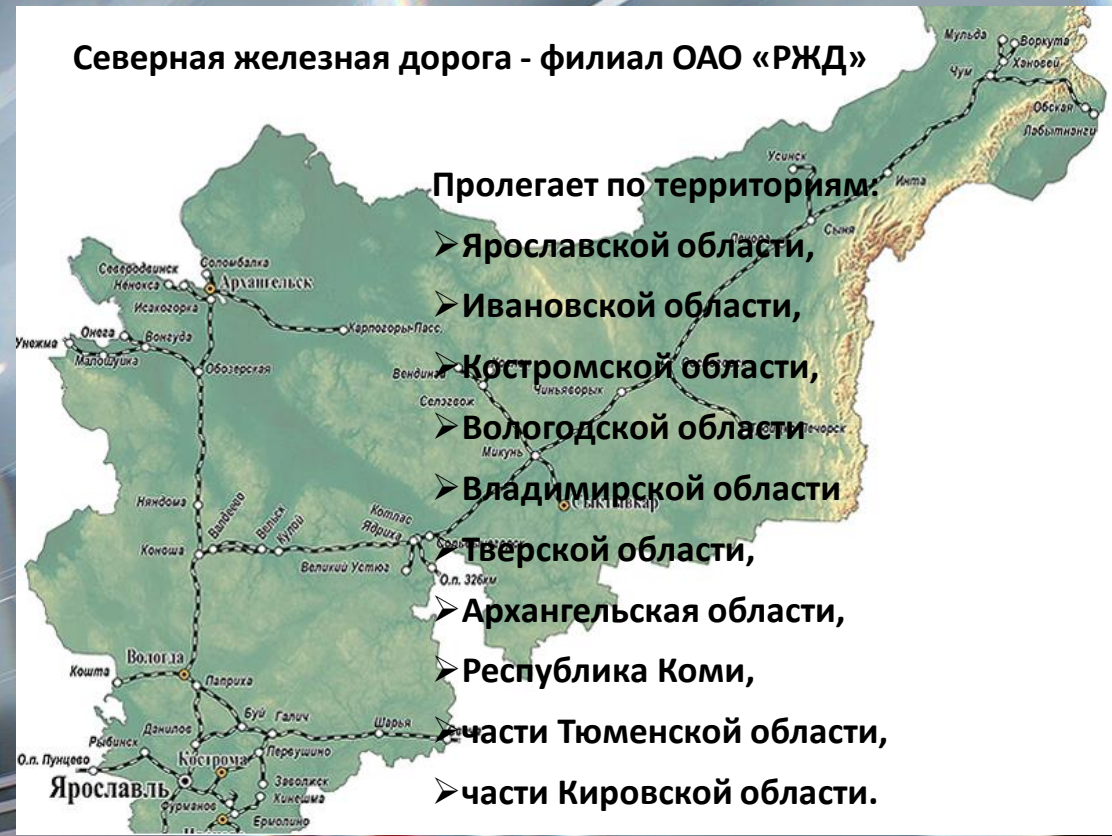 Северная железная дорога - филиал ОАО «РЖД»
Пролегает по территориям:
➢Ярославской области,
➢Ивановской области,
➢Костромской области,
➢Вологодской области
➢Владимирской области
➢Тверской области,
➢Архангельская области,
➢Республика Коми,
➢части Тюменской области,
➢части Кировской области.
Мульда
Воркута
Хановей
Чум
Обская
Лабытнанги
Усинск
Инта
Сыня
Соломбалка
Северодвинск
Нёнокса
Архангельск
Исакогорка
Карпогоры-Пасс.
Онега
Унежма
Вонгуда
Малошуйка
Обозерская
Чиньяворык
Селэгвож
Микунь
Сыктывкар
Няндома
Валдеево
Вельск
Кулой
Котлас
Ядриха
Коноша
Великий Устюг
О.п. 326км
Вологда
Кошта
Паприха
Буй
Галич
Шарья
Данилов
Рыбинск
Кострома
Первушино
О.п. Пунцево
Ярославль
Заволжск
Кинешма
Фурманов
Ермолино